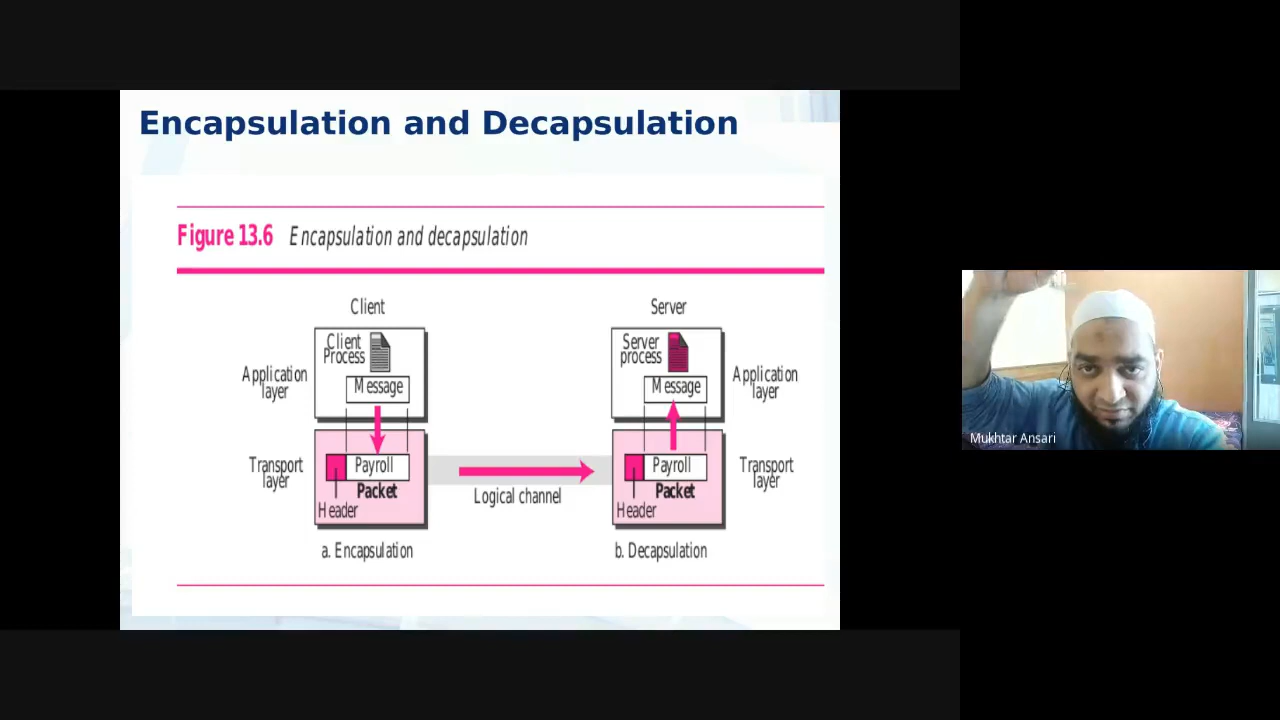 Encapsulation and Decapsulation
Figure 13.6 Encapsulation and decapsulation
Client
Server
Client
Process
Message
Server
process
Message
Application
layer
Application
layer
Transport
layer
Payroll
Packet
Header
Logical channel
Payroll
Packet
Header
Transport
layer
a. Encapsulation
b. Decapsulation
Mukhtar Ansari